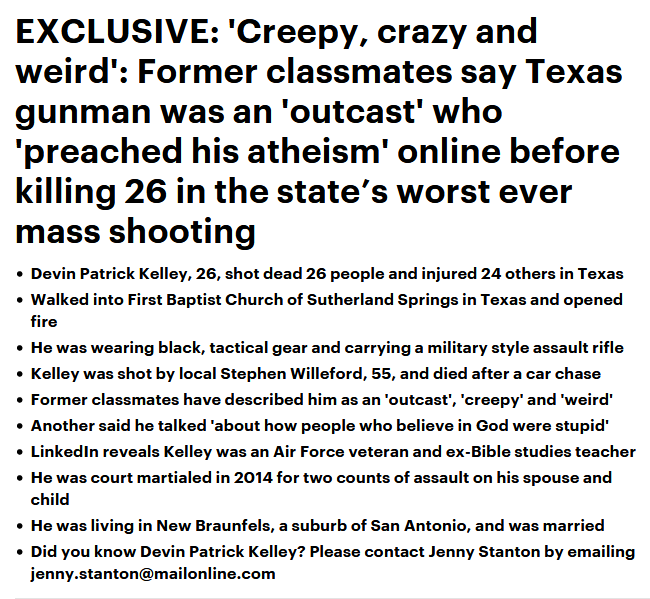 EXCLUSIVE: 'Creepy, crazy and
weird': Former classmates say Texas
gunman was an 'outcast' who
'preached his atheism' online before
killing 26 in the state’s worst ever
mass shooting
• Devin Patrick Kelley, 26, shot dead 26 people and injured 24 others in Texas
• Walked into First Baptist Church of Sutherland Springs in Texas and opened
fire
• He was wearing black, tactical gear and carrying a military style assault rifle
• Kelley was shot by local Stephen Willeford, 55, and died after a car chase
• Former classmates have described him as an 'outcast', 'creepy' and 'weird'
• Another said he talked 'about how people who believe in God were stupid'
• LinkedIn reveals Kelley was an Air Force veteran and ex-Bible studies teacher
• He was court martialed in 2014 for two counts of assault on his spouse and
child
• He was living in New Braunfels, a suburb of San Antonio, and was married
• Did you know Devin Patrick Kelley? Please contact Jenny Stanton by emailing
jenny.stanton@mailonline.com